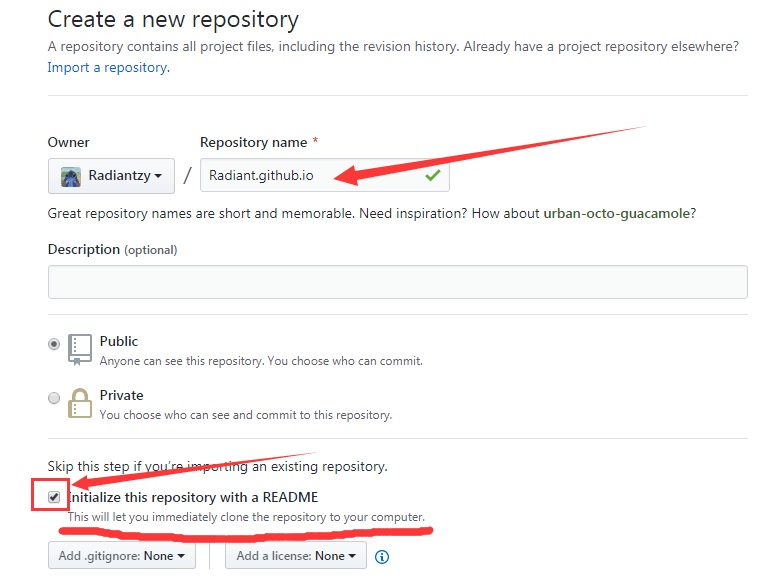 Create a new repository
A repository contains all project files, including the revision history. Already have a project repository elsewhere?
Import a repository.
Owner Repository name *
Radiantzy / Radiant.github.io
Great repository names are short and memorable. Need inspiration? How about urban-octo-guacamole?
Description (optional)
Public
Anyone can see this repository. You choose who can commit.
Private
You choose who can see and commit to this repository.
Skip this step if you're importing an existing repository.
Initialize this repository with a README
This will let you immediately clone the repository to your computer.
Add .gitignore: None Add a license: None